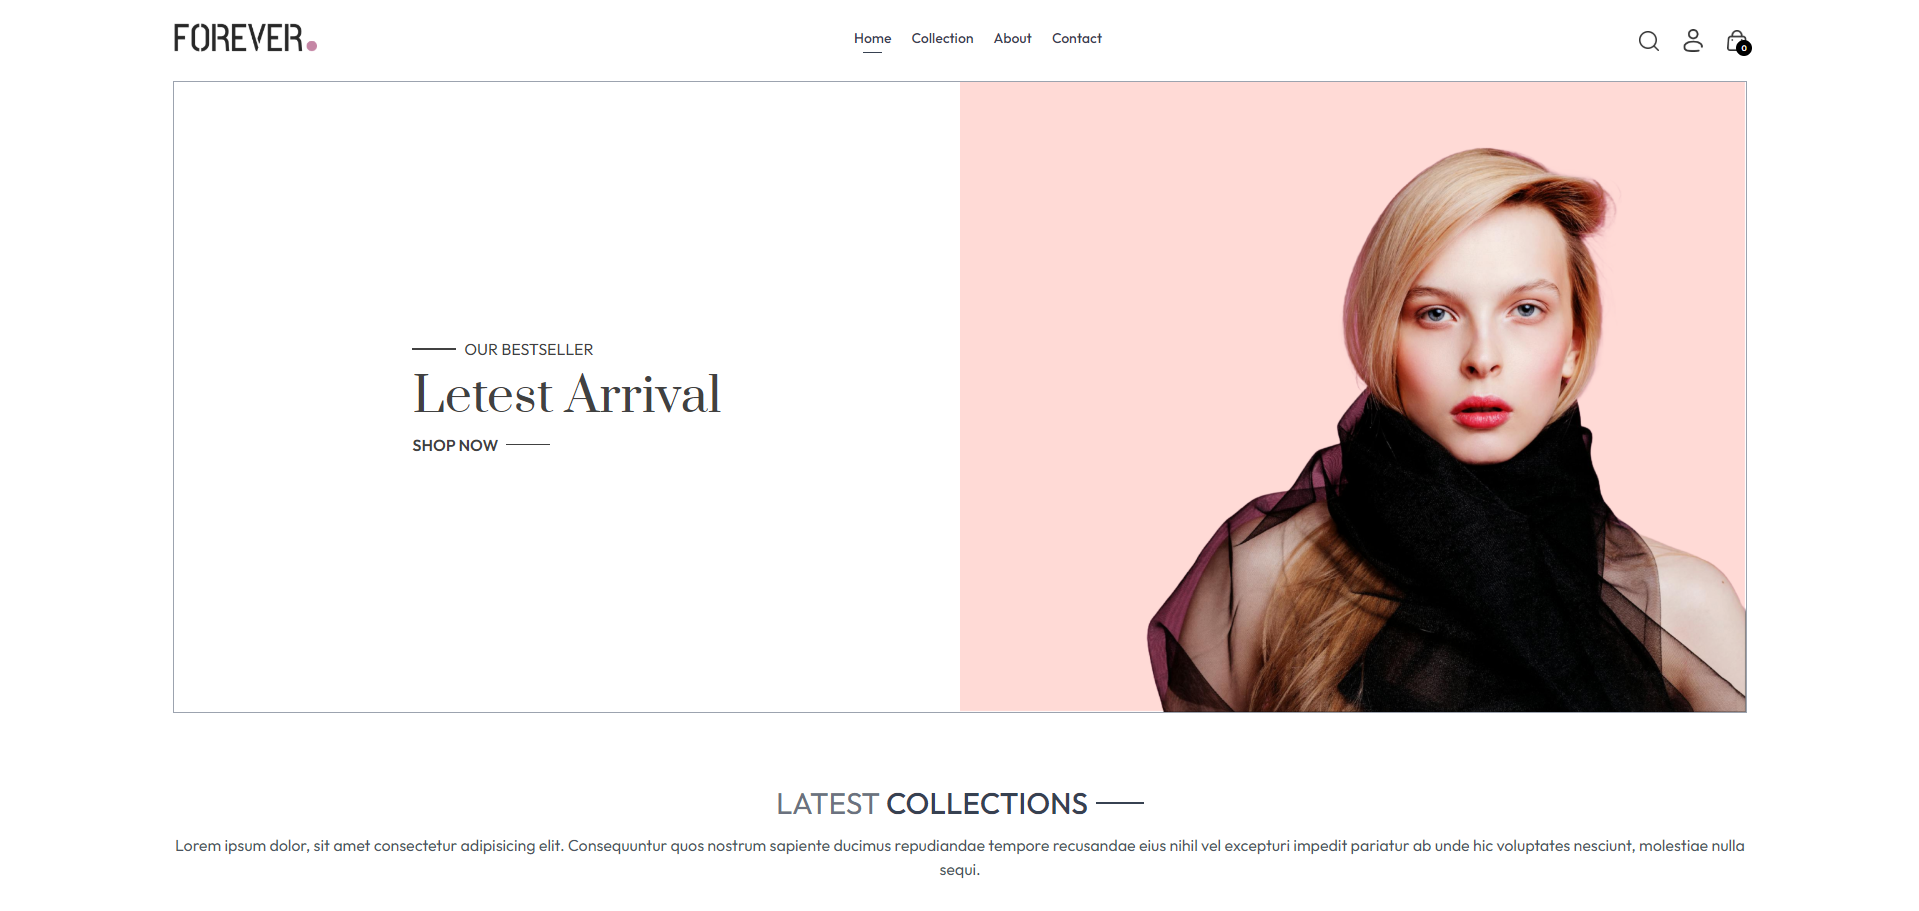 FOREVER.
Home Collection About Contact
0
OUR BESTSELLER
Letest Arrival
SHOP NOW
LATEST COLLECTIONS
Lorem ipsum dolor, sit amet consectetur adipisicing elit. Consequuntur quos nostrum sapiente ducimus repudiandae tempore recusandae eius nihil vel excepturi impedit pariatur ab unde hic voluptates nesciunt, molestiae nulla
sequi.